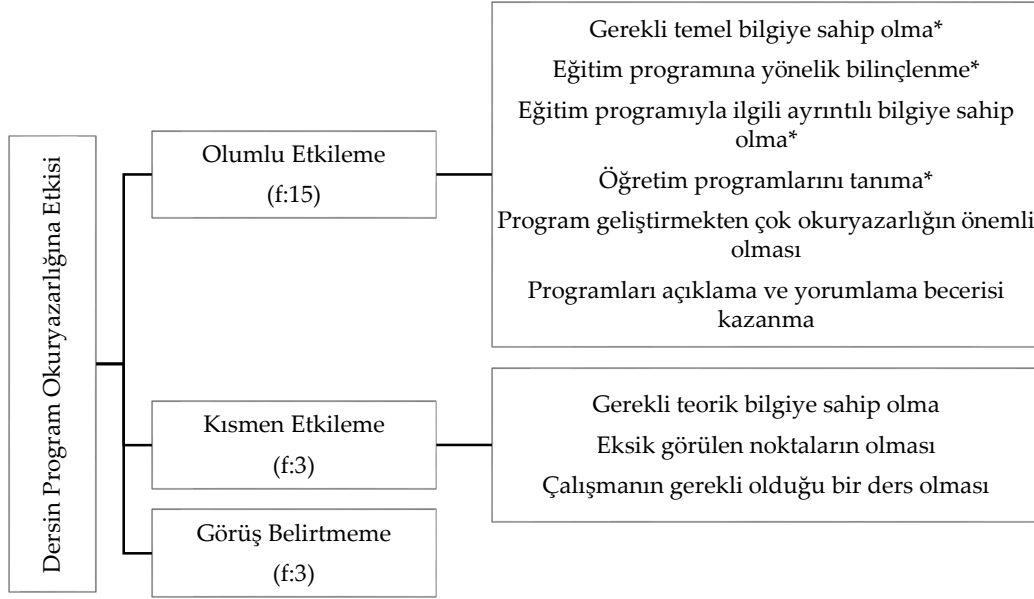 Dersin Program Okuryazarlığına Etkisi
Olumlu Etkileme
(f:15)
Gerekli temel bilgiye sahip olma*
Eğitim programına yönelik bilinçlenme*
Eğitim programıyla ilgili ayrıntılı bilgiye sahip
olma*
Öğretim programlarını tanıma*
Program geliştirmekten çok okuryazarlığın önemli
olması
Programları açıklama ve yorumlama becerisi
kazanma
Kısmen Etkileme
(f:3)
Gerekli teorik bilgiye sahip olma
Eksik görülen noktaların olması
Çalışmanın gerekli olduğu bir ders olması
Görüş Belirtmeme
(f:3)